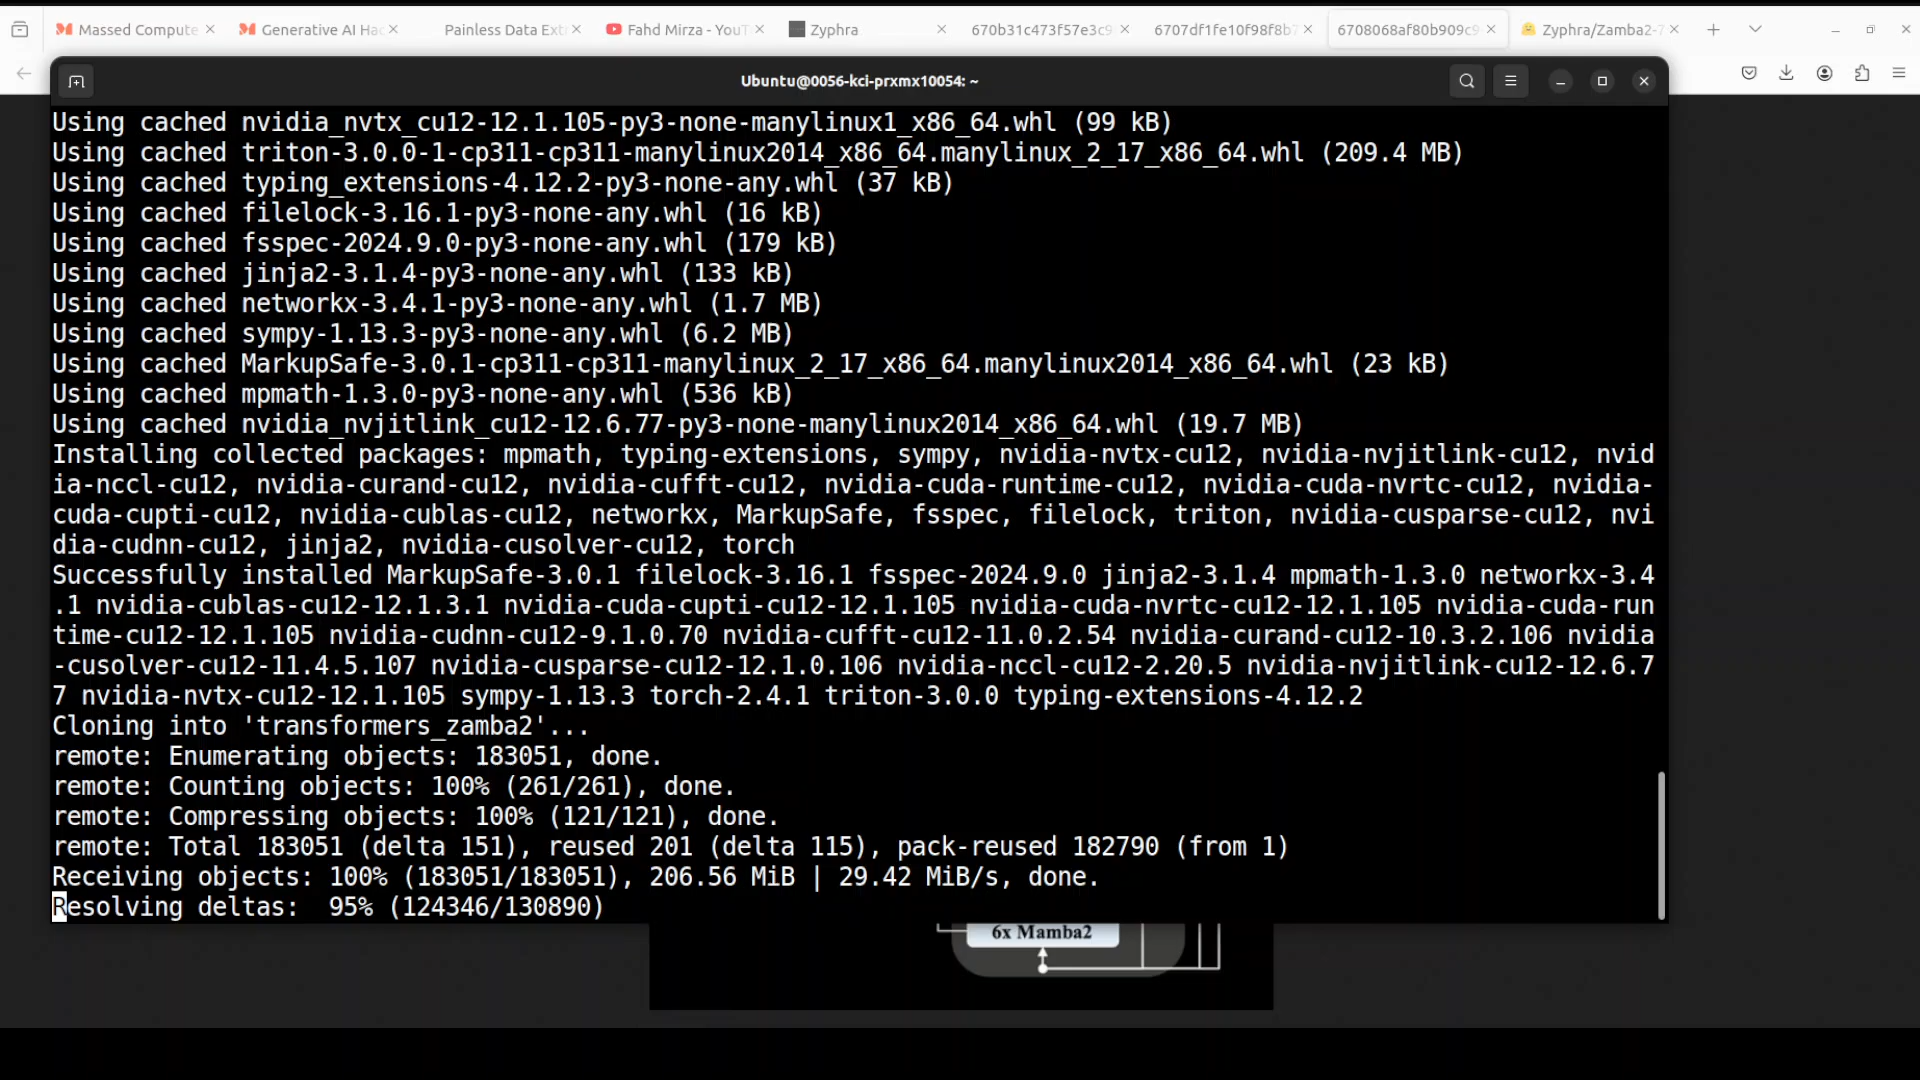 Massed Compute
Generative AI Hac
Painless Data Ext
Fahd Mirza - YouT
Zyphra
670b31c473f57e3c9
6707df1fe10f98f8b7
6708068af80b909c9
Zyphra/Zamba2-7
Ubuntu@0056-kci-prxmx10054: ~
Using cached nvidia_nvtx_cu12-12.1.105-py3-none-manylinux1_x86_64.whl (99 kB)
Using cached triton-3.0.0-1-cp311-cp311-manylinux2014_x86_64.manylinux_2_17_x86_64.whl (209.4 MB)
Using cached typing_extensions-4.12.2-py3-none-any.whl (37 kB)
Using cached filelock-3.16.1-py3-none-any.whl (16 kB)
Using cached fsspec-2024.9.0-py3-none-any.whl (179 kB)
Using cached jinja2-3.1.4-py3-none-any.whl (133 kB)
Using cached networkx-3.4.1-py3-none-any.whl (1.7 MB)
Using cached sympy-1.13.3-py3-none-any.whl (6.2 MB)
Using cached MarkupSafe-3.0.1-cp311-cp311-manylinux_2_17_x86_64.manylinux2014_x86_64.whl (23 kB)
Using cached mpmath-1.3.0-py3-none-any.whl (536 kB)
Using cached nvidia_nvjitlink_cu12-12.6.77-py3-none-manylinux2014_x86_64.whl (19.7 MB)
Installing collected packages: mpmath, typing-extensions, sympy, nvidia-nvtx-cu12, nvidia-nvjitlink-cu12, nvid
ia-nccl-cu12, nvidia-curand-cu12, nvidia-cufft-cu12, nvidia-cuda-runtime-cu12, nvidia-cuda-nvrtc-cu12, nvidia-
cuda-cupti-cu12, nvidia-cublas-cu12, networkx, MarkupSafe, fsspec, filelock, triton, nvidia-cusparse-cu12, nvi
dia-cudnn-cu12, jinja2, nvidia-cusolver-cu12, torch
Successfully installed MarkupSafe-3.0.1 filelock-3.16.1 fsspec-2024.9.0 jinja2-3.1.4 mpmath-1.3.0 networkx-3.4
.1 nvidia-cublas-cu12-12.1.3.1 nvidia-cuda-cupti-cu12-12.1.105 nvidia-cuda-nvrtc-cu12-12.1.105 nvidia-cuda-run
time-cu12-12.1.105 nvidia-cudnn-cu12-9.1.0.70 nvidia-cufft-cu12-11.0.2.54 nvidia-curand-cu12-10.3.2.106 nvidia
-cusolver-cu12-11.4.5.107 nvidia-cusparse-cu12-12.1.0.106 nvidia-nccl-cu12-2.20.5 nvidia-nvjitlink-cu12-12.6.7
7 nvidia-nvtx-cu12-12.1.105 sympy-1.13.3 torch-2.4.1 triton-3.0.0 typing-extensions-4.12.2
Cloning into 'transformers_zamba2'...
remote: Enumerating objects: 183051, done.
remote: Counting objects: 100% (261/261), done.
remote: Compressing objects: 100% (121/121), done.
remote: Total 183051 (delta 151), reused 201 (delta 115), pack-reused 182790 (from 1)
Receiving objects: 100% (183051/183051), 206.56 MiB | 29.42 MiB/s, done.
Resolving deltas:  95% (124346/130890)
6x Mamba2